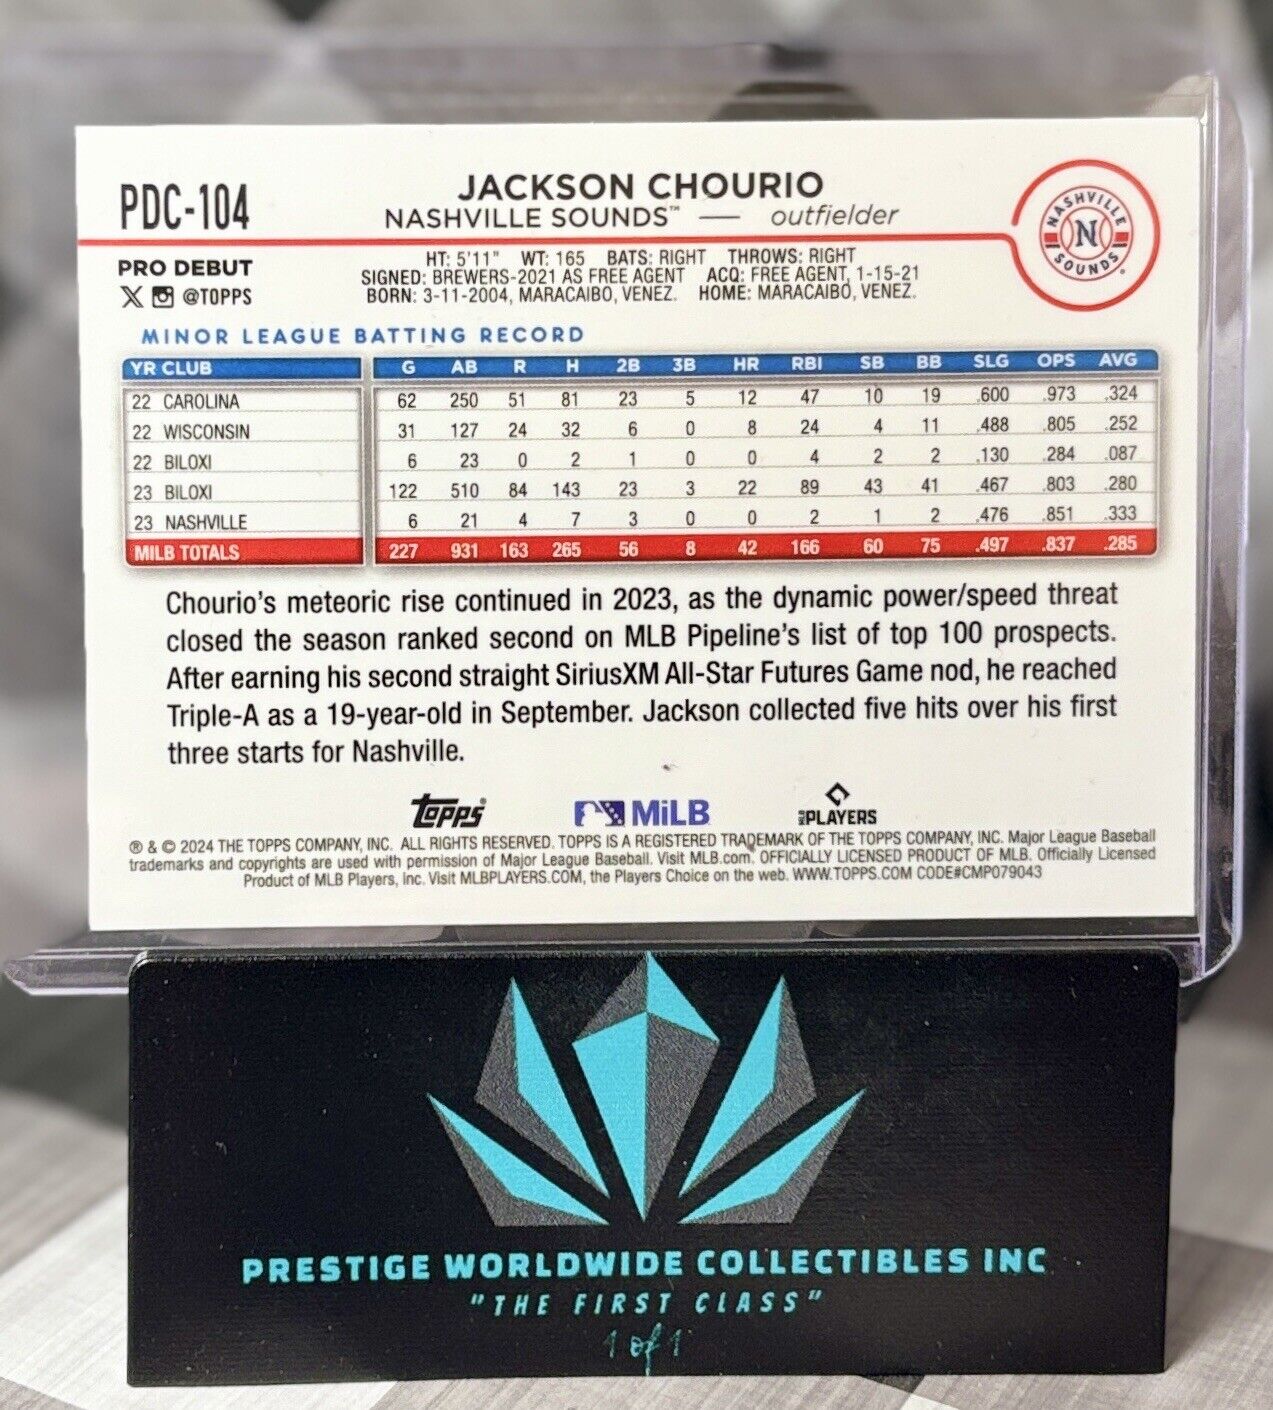 PDC-104
JACKSON CHOURIO
NASHVILLE SOUNDS™ — outfielder
NASHVILLE
N
SOUNDS®
PRO DEBUT
X @TOPPS
HT: 5'11" WT: 165 BATS: RIGHT THROWS: RIGHT
SIGNED: BREWERS-2021 AS FREE AGENT ACQ: FREE AGENT, 1-15-21
BORN: 3-11-2004, MARACAIBO, VENEZ. HOME: MARACAIBO, VENEZ.
MINOR LEAGUE BATTING RECORD
YR CLUB G AB R H 2B 3B HR RBI SB BB SLG OPS AVG
22 CAROLINA 62 250 51 81 23 5 12 47 10 19 .600 .973 .324
22 WISCONSIN 31 127 24 32 6 0 8 24 4 11 .488 .805 .252
22 BILOXI 6 23 0 2 1 0 0 4 2 2 .130 .284 .087
23 BILOXI 122 510 84 143 23 3 22 89 43 41 .467 .803 .280
23 NASHVILLE 6 21 4 7 3 0 0 2 1 2 .476 .851 .333
MILB TOTALS 227 931 163 265 56 8 42 166 60 75 .497 .837 .285
Chourio's meteoric rise continued in 2023, as the dynamic power/speed threat
closed the season ranked second on MLB Pipeline's list of top 100 prospects.
After earning his second straight SiriusXM All-Star Futures Game nod, he reached
Triple-A as a 19-year-old in September. Jackson collected five hits over his first
three starts for Nashville.
Topps® MiLB MLB PLAYERS
® & © 2024 THE TOPPS COMPANY, INC. ALL RIGHTS RESERVED. TOPPS IS A REGISTERED TRADEMARK OF THE TOPPS COMPANY, INC. Major League Baseball
trademarks and copyrights are used with permission of Major League Baseball. Visit MLB.com. OFFICIALLY LICENSED PRODUCT OF MLB. Officially Licensed
Product of MLB Players, Inc. Visit MLBPLAYERS.COM, the Players Choice on the web. WWW.TOPPS.COM CODE#CMP079043
PRESTIGE WORLDWIDE COLLECTIBLES INC
"THE FIRST CLASS"
1 of 1